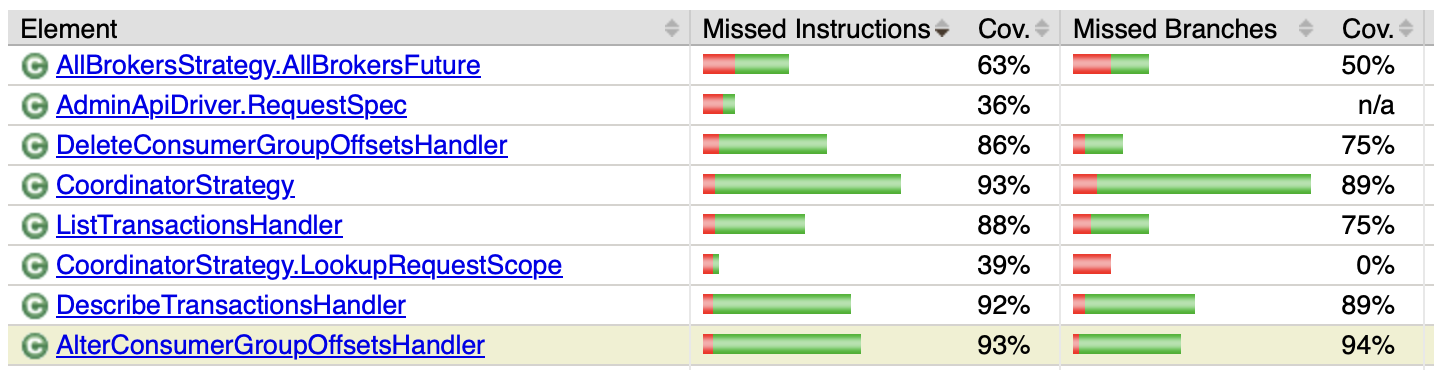 Element Missed Instructions Cov. Missed Branches Cov.
C AllBrokersStrategy.AllBrokersFuture 63% 50%
C AdminApiDriver.RequestSpec 36% n/a
C DeleteConsumerGroupOffsetsHandler 86% 75%
C CoordinatorStrategy 93% 89%
C ListTransactionsHandler 88% 75%
C CoordinatorStrategy.LookupRequestScope 39% 0%
C DescribeTransactionsHandler 92% 89%
C AlterConsumerGroupOffsetsHandler 93% 94%